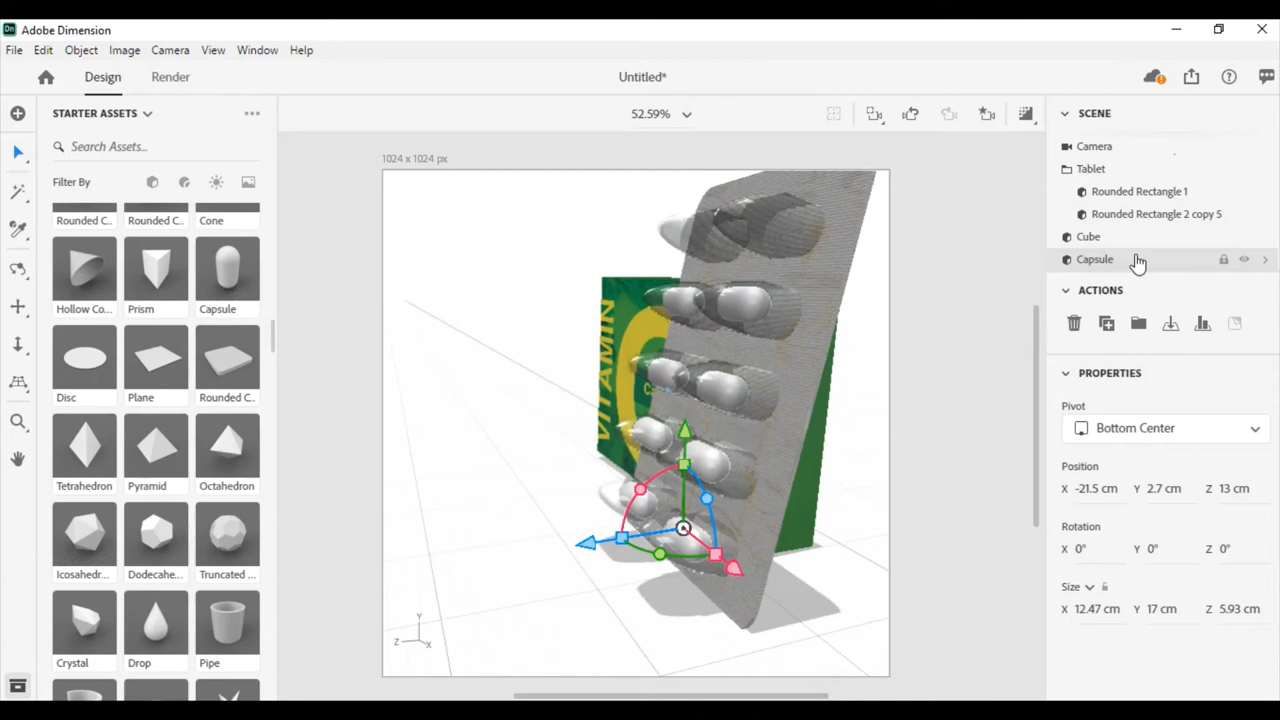 Dn Adobe Dimension
File Edit Object Image Camera View Window Help
Design Render Untitled*
STARTER ASSETS
52.59%
SCENE
Search Assets...
1024 x 1024 px
Camera
Tablet
Filter By
Rounded Rectangle 1
Rounded C.. Rounded C.. Cone
Rounded Rectangle 2 copy 5
Cube
Capsule
ACTIONS
Hollow Co... Prism Capsule
VITAMIN
PROPERTIES
Disc Plane Rounded C..
Pivot
Bottom Center
Position
Tetrahedron Pyramid Octahedron
X -21.5 cm Y 2.7 cm Z 13 cm
Rotation
X 0° Y 0° Z 0°
Icosahedr... Dodecahe... Truncated ...
Size
X 12.47 cm Y 17 cm Z 5.93 cm
Y
Z
X
Crystal Drop Pipe